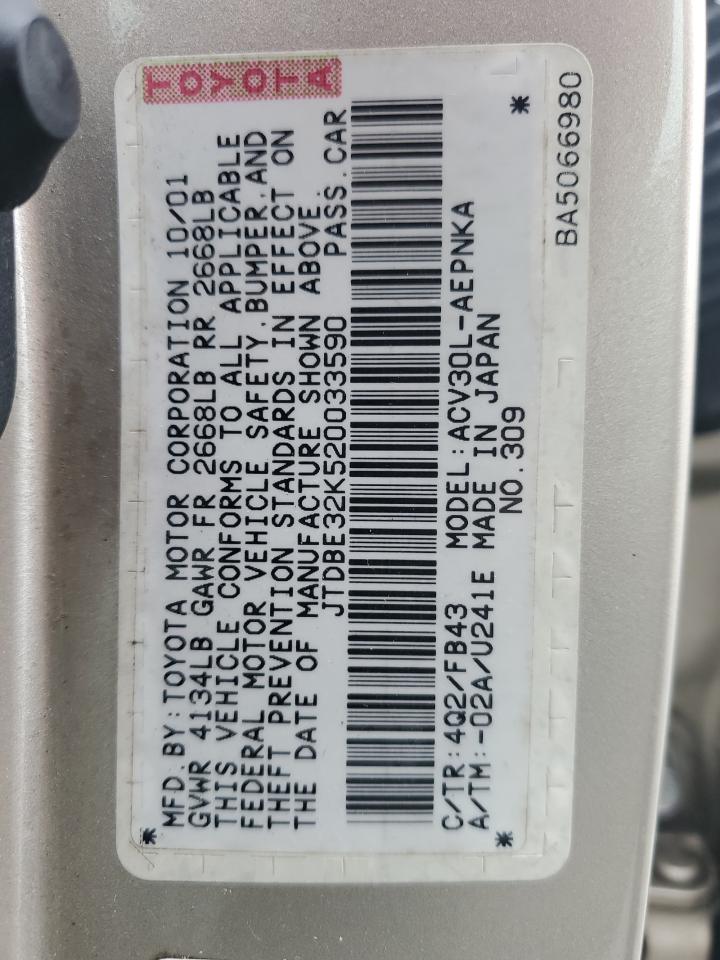 TOYOTA
MFD. BY: TOYOTA MOTOR CORPORATION 10/01
GVWR 4134LB GAWR FR 2668LB RR 2668LB
THIS VEHICLE CONFORMS TO ALL APPLICABLE
FEDERAL MOTOR VEHICLE SAFETY, BUMPER, AND
THEFT PREVENTION STANDARDS IN EFFECT ON
THE DATE OF MANUFACTURE SHOWN ABOVE.
JTDBE32K520033590 PASS. CAR
C/TR: 4Q2/FB43 MODEL: ACV30L-AEPNKA
A/TM: -02A/U241E MADE IN JAPAN
NO. 309
BA5066980